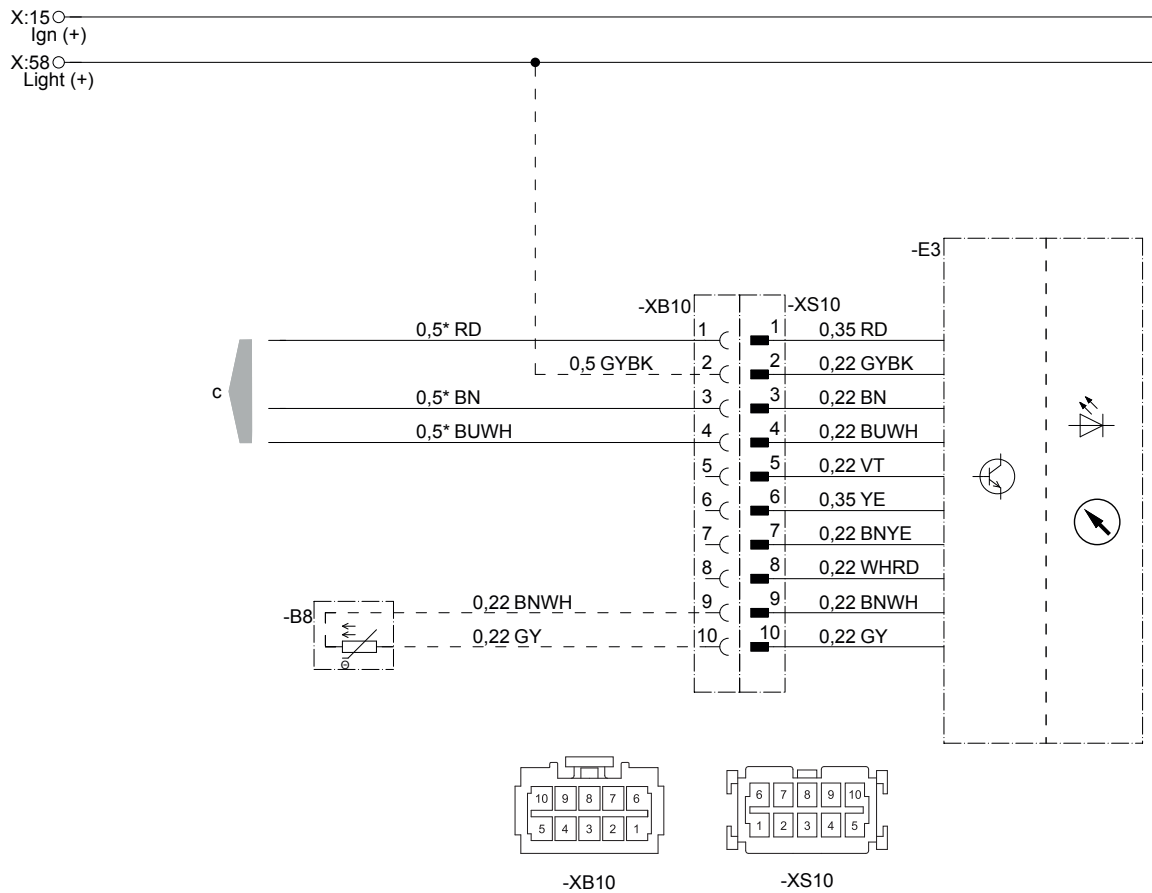 X:15
Ign (+)
X:58
Light (+)
-E3
-XB10 -XS10
0,5* RD 1 1 0,35 RD
0,5 GYBK 2 2 0,22 GYBK
c
0,5* BN 3 3 0,22 BN
0,5* BUWH 4 4 0,22 BUWH
5 5 0,22 VT
6 6 0,35 YE
7 7 0,22 BNYE
8 8 0,22 WHRD
-B8
0,22 BNWH 9 9 0,22 BNWH
0,22 GY 10 10 0,22 GY
10 9 8 7 6
5 4 3 2 1
-XB10
6 7 8 9 10
1 2 3 4 5
-XS10